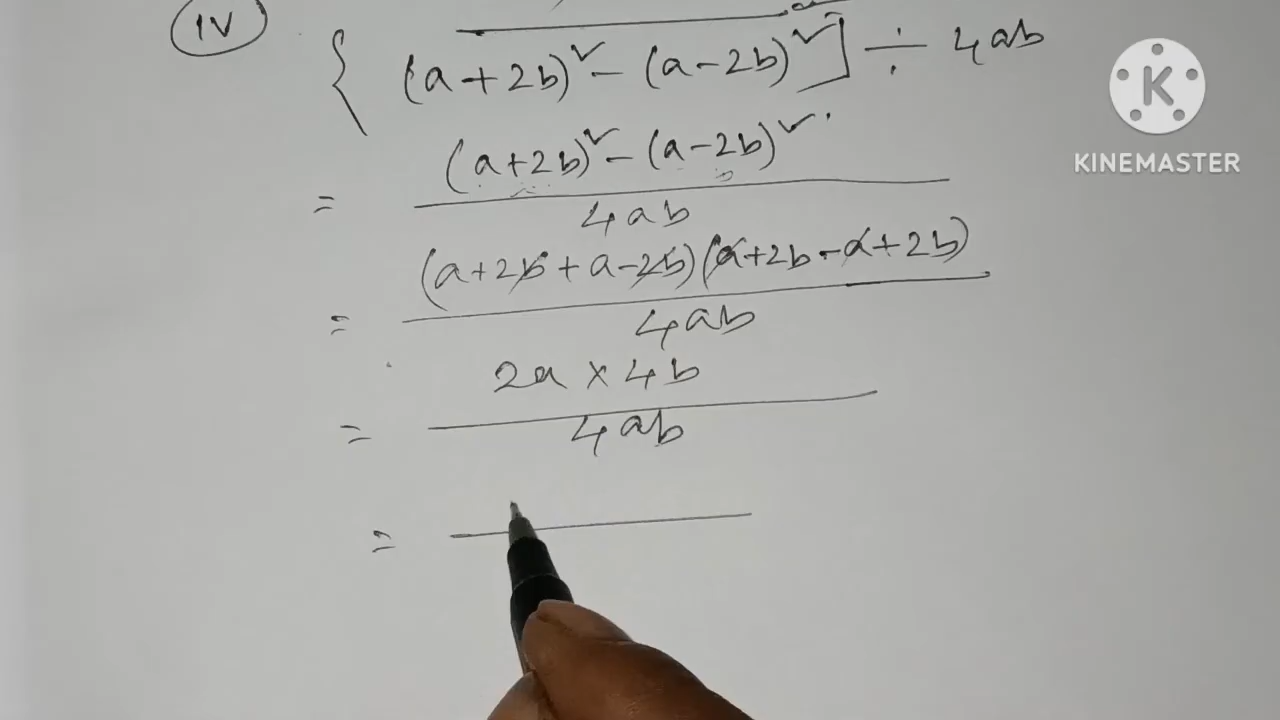 IV { (a+2b)² - (a-2b)² ] ÷ 4ab
(a+2b)² - (a-2b)²
=
4ab
(a+2b+a-2b)(a+2b-a+2b)
=
4ab
2a × 4b
=
4ab
=
KINEMASTER